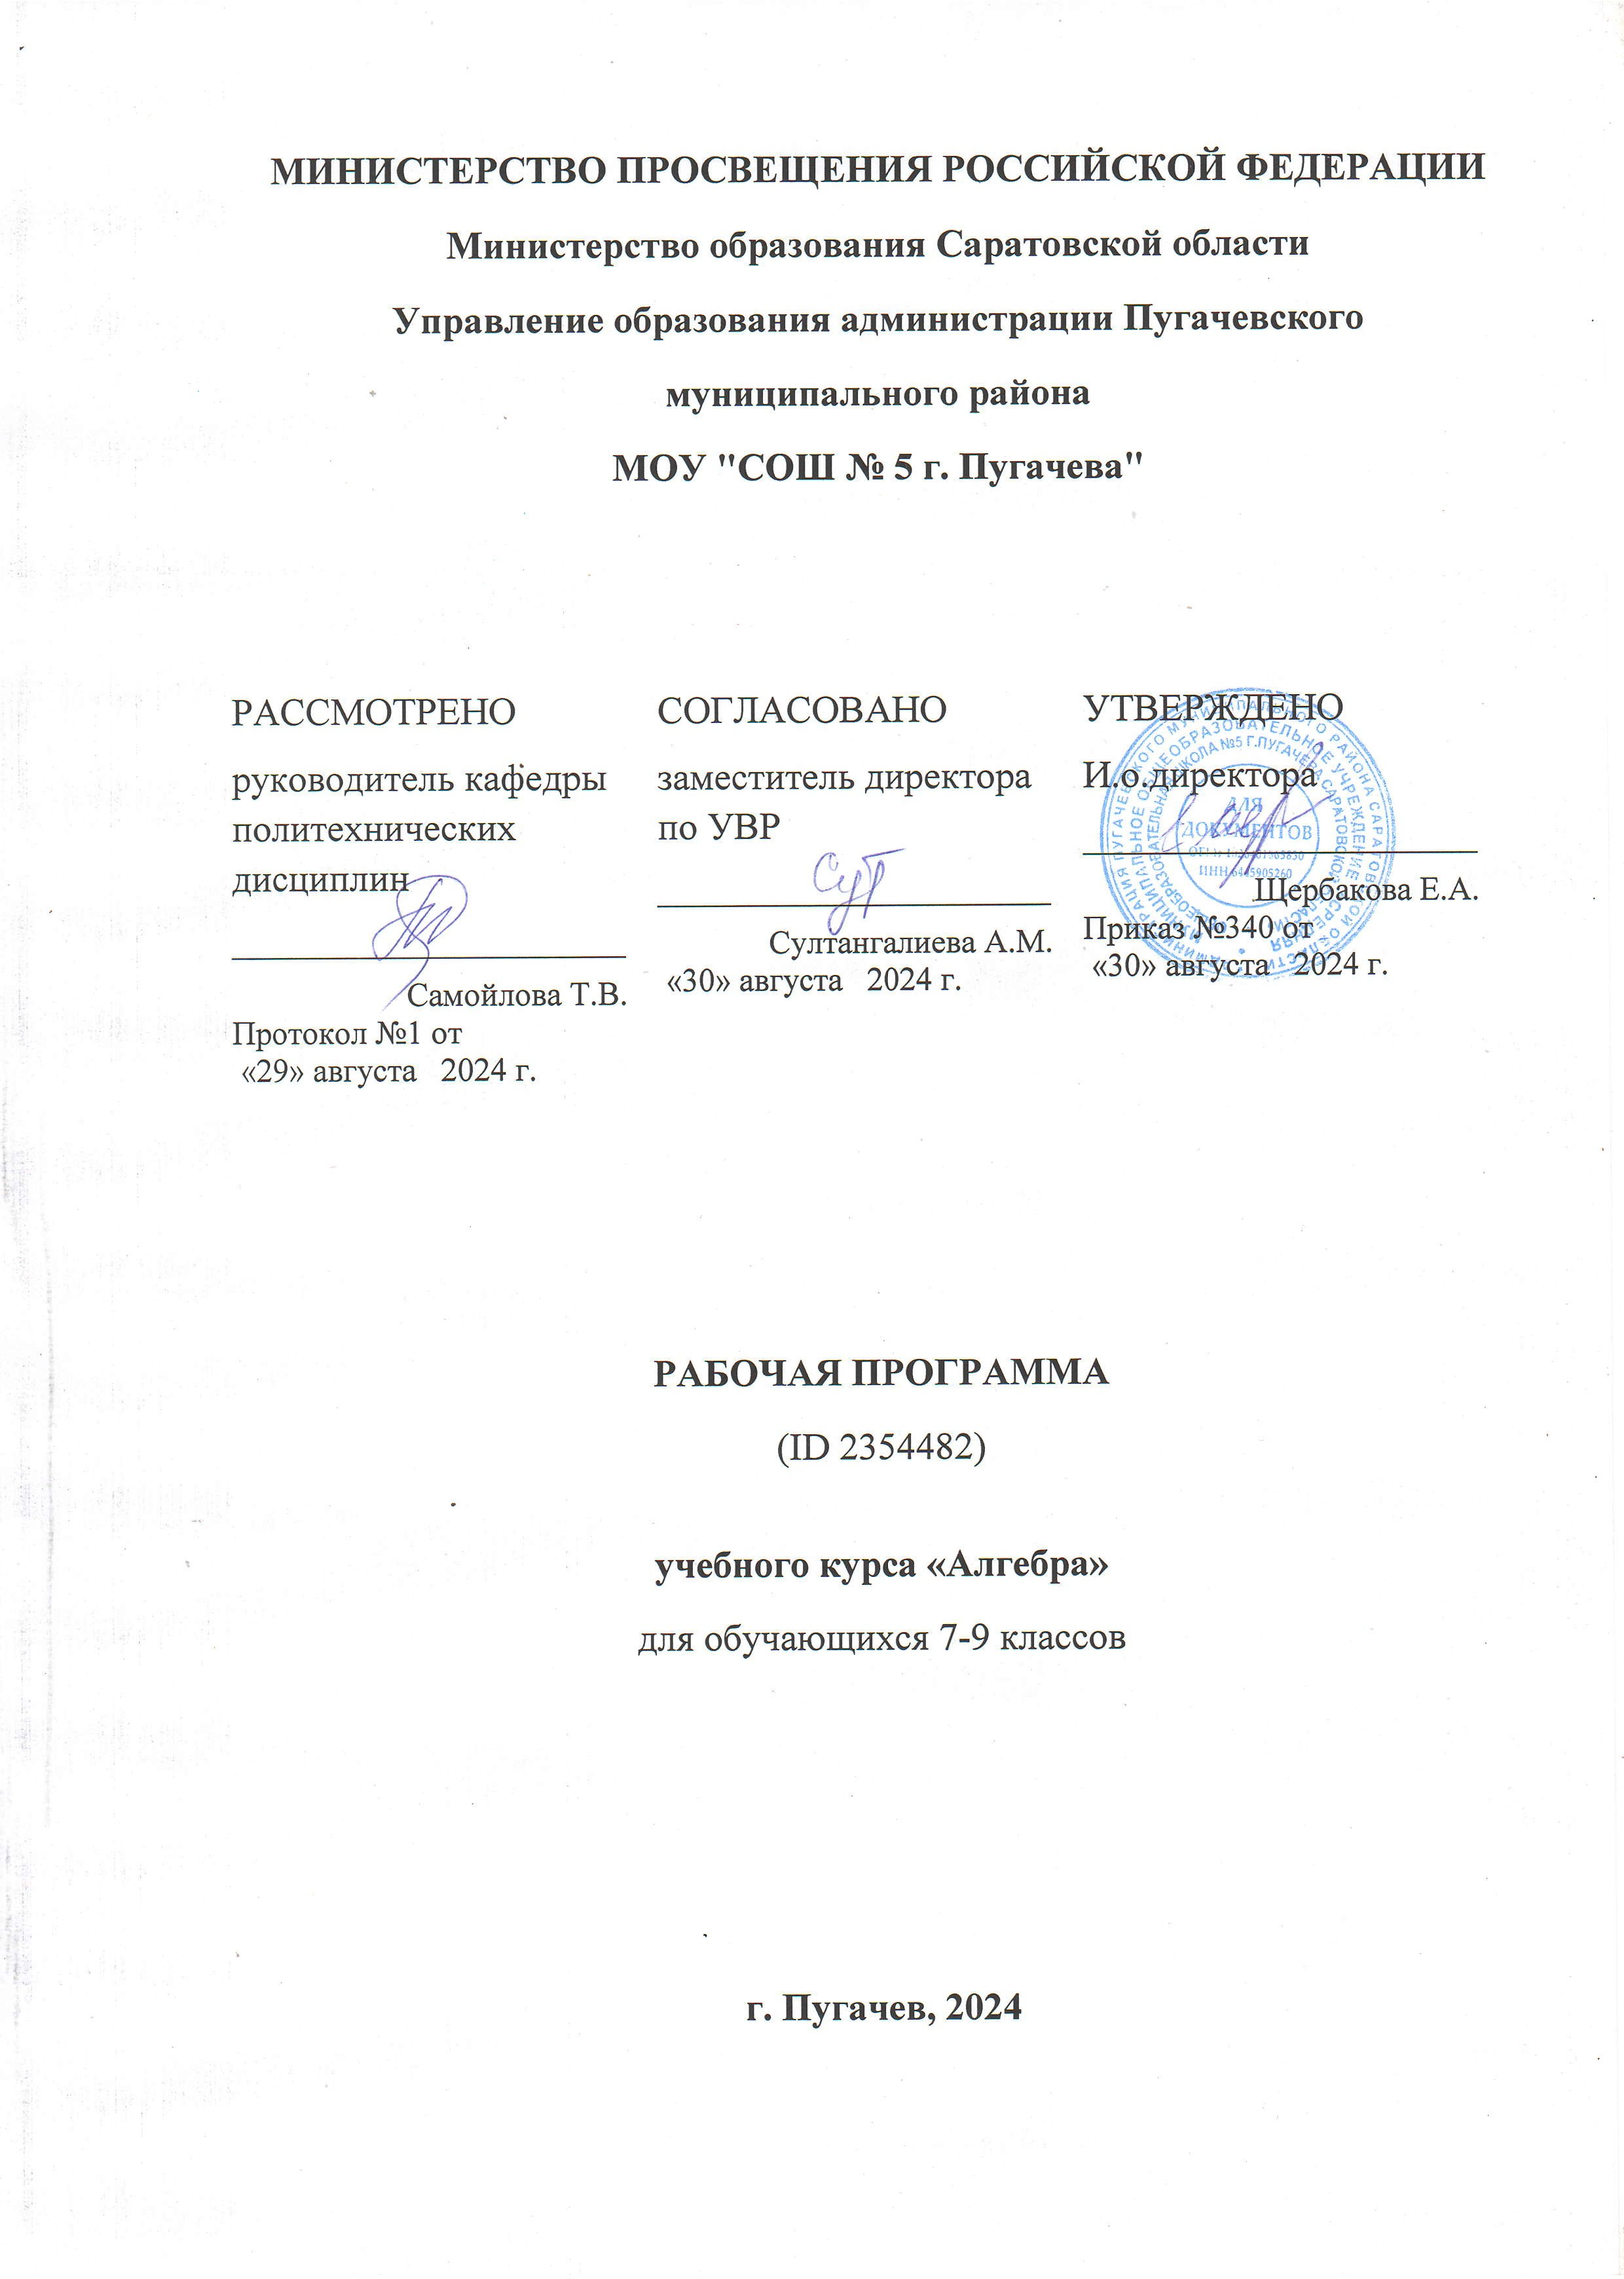 МИНИСТЕРСТВО ПРОСВЕЩЕНИЯ РОССИЙСКОЙ ФЕДЕРАЦИИ
Министерство образования Саратовской области
Управление образования администрации Пугачевского
муниципального района
МОУ "СОШ № 5 г. Пугачева"
РАССМОТРЕНО
руководитель кафедры
политехнических
дисциплин
Самойлова Т.В.
Протокол №1 от
«29» августа 2024 г.
СОГЛАСОВАНО
заместитель директора
по УВР
Султангалиева А.М.
«30» августа 2024 г.
УТВЕРЖДЕНО
И.о.директора
Щербакова Е.А.
Приказ №340 от
«30» августа 2024 г.
ДЛЯ
ДОКУМЕНТОВ
РАБОЧАЯ ПРОГРАММА
(ID 2354482)
учебного курса «Алгебра»
для обучающихся 7-9 классов
г. Пугачев, 2024